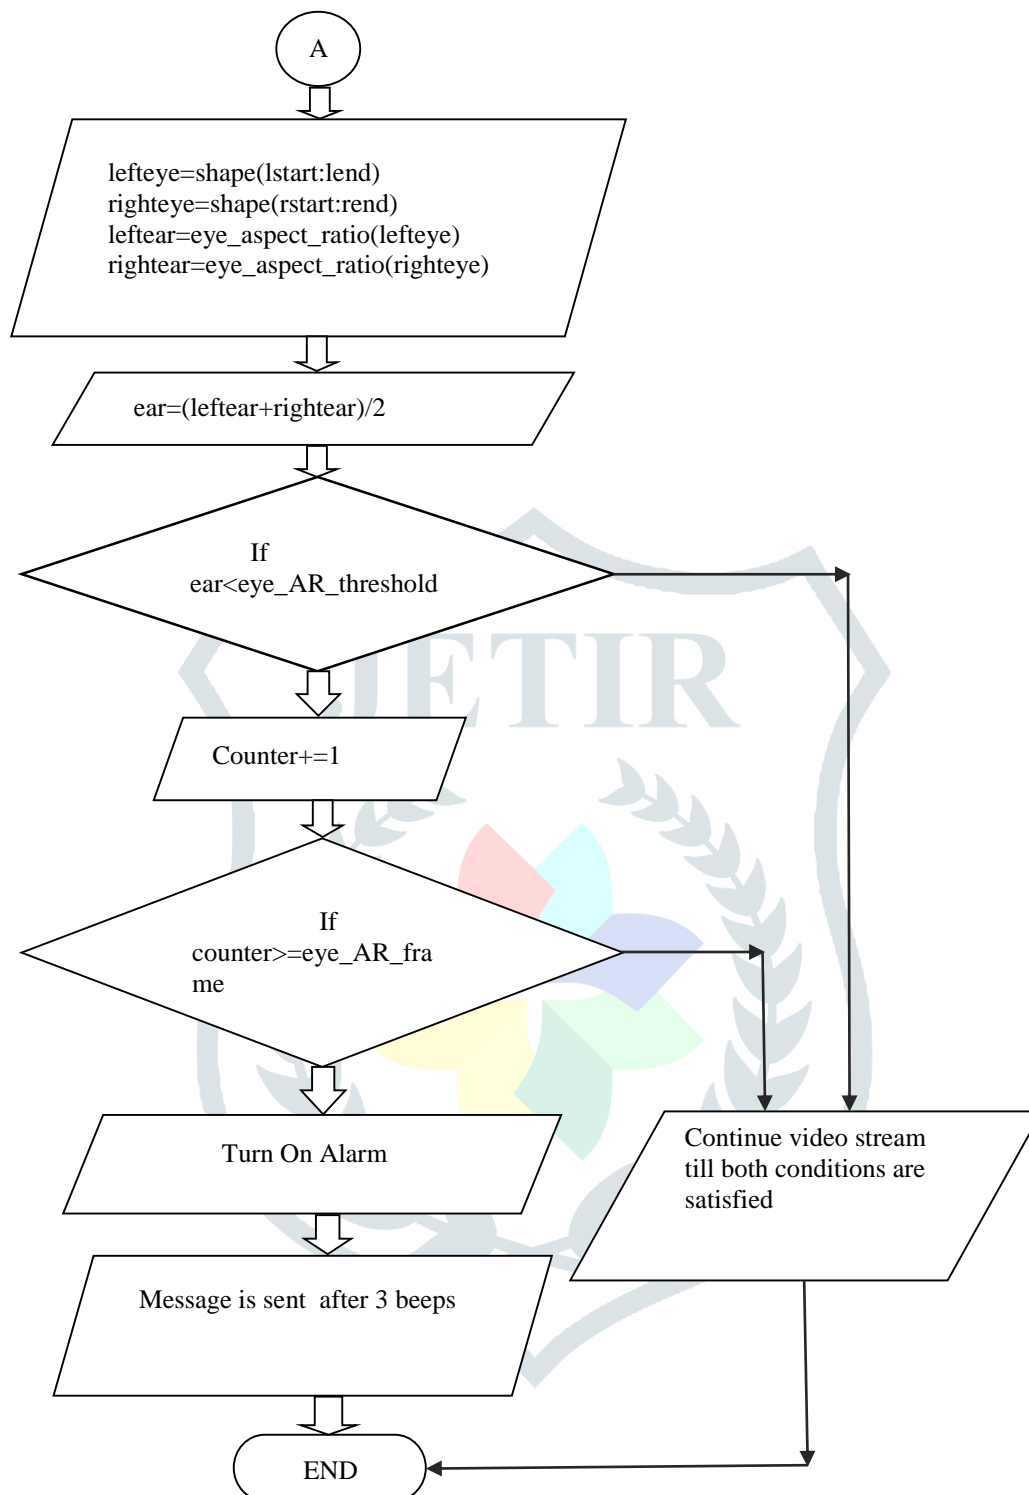 A
lefteye=shape(lstart:lend)
righteye=shape(rstart:rend)
leftear=eye_aspect_ratio(lefteye)
rightear=eye_aspect_ratio(righteye)
ear=(leftear+rightear)/2
If
ear<eye_AR_threshold
JETIR
Counter+=1
If
counter>=eye_AR_fra
me
Turn On Alarm
Continue video stream
till both conditions are
satisfied
Message is sent  after 3 beeps
END